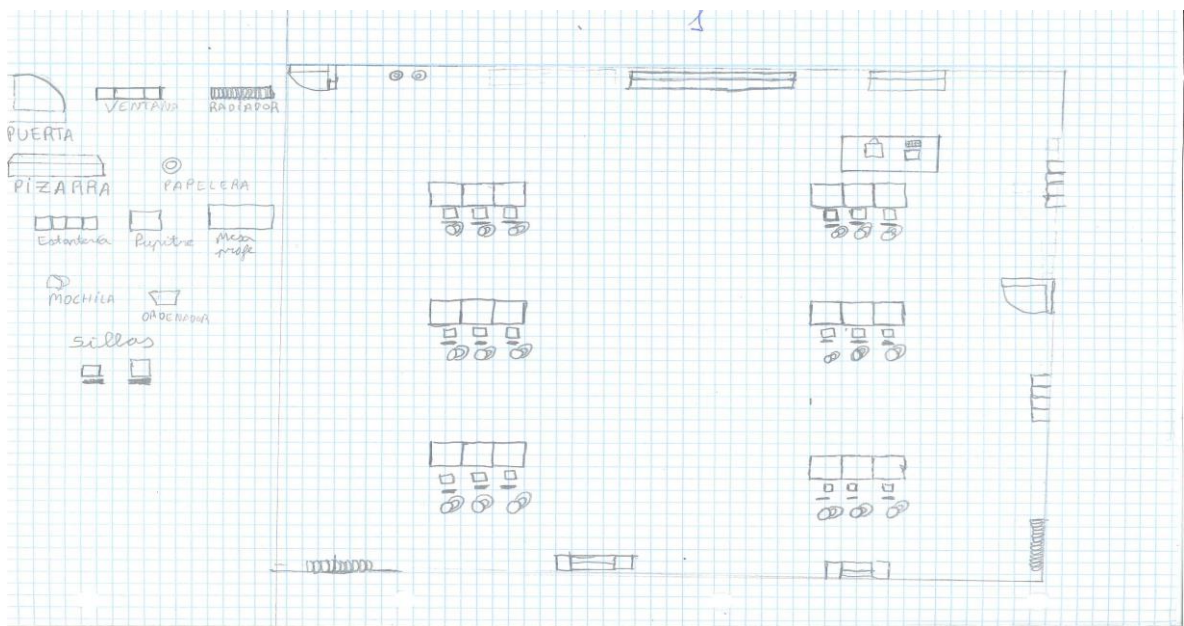 1
VENTANA
RADIADOR
PUERTA
PIZARRA
PAPELERA
Estantería
Pupitre
Mesa
profe
MOCHILA
ORDENADOR
sillas